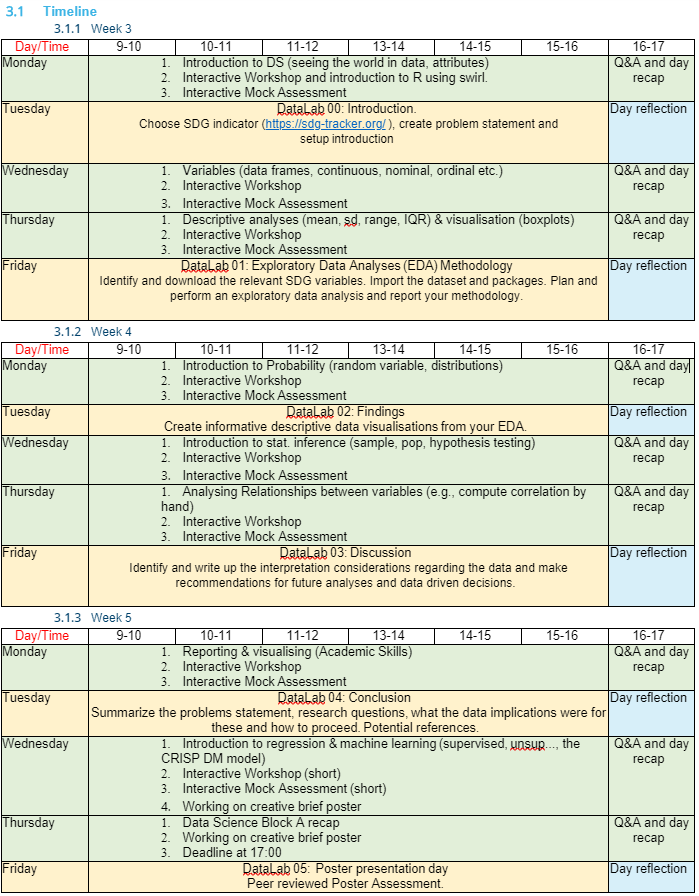 3.1 Timeline
3.1.1 Week 3
Day/Time 9-10 10-11 11-12 13-14 14-15 15-16 16-17
Monday 1. Introduction to DS (seeing the world in data, attributes) Q&A and day
2. Interactive Workshop and introduction to R using swirl. recap
3. Interactive Mock Assessment
Tuesday DataLab 00: Introduction. Day reflection
Choose SDG indicator (https://sdg-tracker.org/ ), create problem statement and
setup introduction
Wednesday 1. Variables (data frames, continuous, nominal, ordinal etc.) Q&A and day
2. Interactive Workshop recap
3. Interactive Mock Assessment
Thursday 1. Descriptive analyses (mean, sd, range, IQR) & visualisation (boxplots) Q&A and day
2. Interactive Workshop recap
3. Interactive Mock Assessment
Friday DataLab 01: Exploratory Data Analyses (EDA) Methodology Day reflection
Identify and download the relevant SDG variables. Import the dataset and packages. Plan and
perform an exploratory data analysis and report your methodology.
3.1.2 Week 4
Day/Time 9-10 10-11 11-12 13-14 14-15 15-16 16-17
Monday 1. Introduction to Probability (random variable, distributions) Q&A and day
2. Interactive Workshop recap
3. Interactive Mock Assessment
Tuesday DataLab 02: Findings Day reflection
Create informative descriptive data visualisations from your EDA.
Wednesday 1. Introduction to stat. inference (sample, pop, hypothesis testing) Q&A and day
2. Interactive Workshop recap
3. Interactive Mock Assessment
Thursday 1. Analysing Relationships between variables (e.g., compute correlation by Q&A and day
hand) recap
2. Interactive Workshop
3. Interactive Mock Assessment
Friday DataLab 03: Discussion Day reflection
Identify and write up the interpretation considerations regarding the data and make
recommendations for future analyses and data driven decisions.
3.1.3 Week 5
Day/Time 9-10 10-11 11-12 13-14 14-15 15-16 16-17
Monday 1. Reporting & visualising (Academic Skills) Q&A and day
2. Interactive Workshop recap
3. Interactive Mock Assessment
Tuesday DataLab 04: Conclusion Day reflection
Summarize the problems statement, research questions, what the data implications were for
these and how to proceed. Potential references.
Wednesday 1. Introduction to regression & machine learning (supervised, unsup..., the Q&A and day
CRISP DM model) recap
2. Interactive Workshop (short)
3. Interactive Mock Assessment (short)
4. Working on creative brief poster
Thursday 1. Data Science Block A recap Q&A and day
2. Working on creative brief poster recap
3. Deadline at 17:00
Friday DataLab 05: Poster presentation day Day reflection
Peer reviewed Poster Assessment.